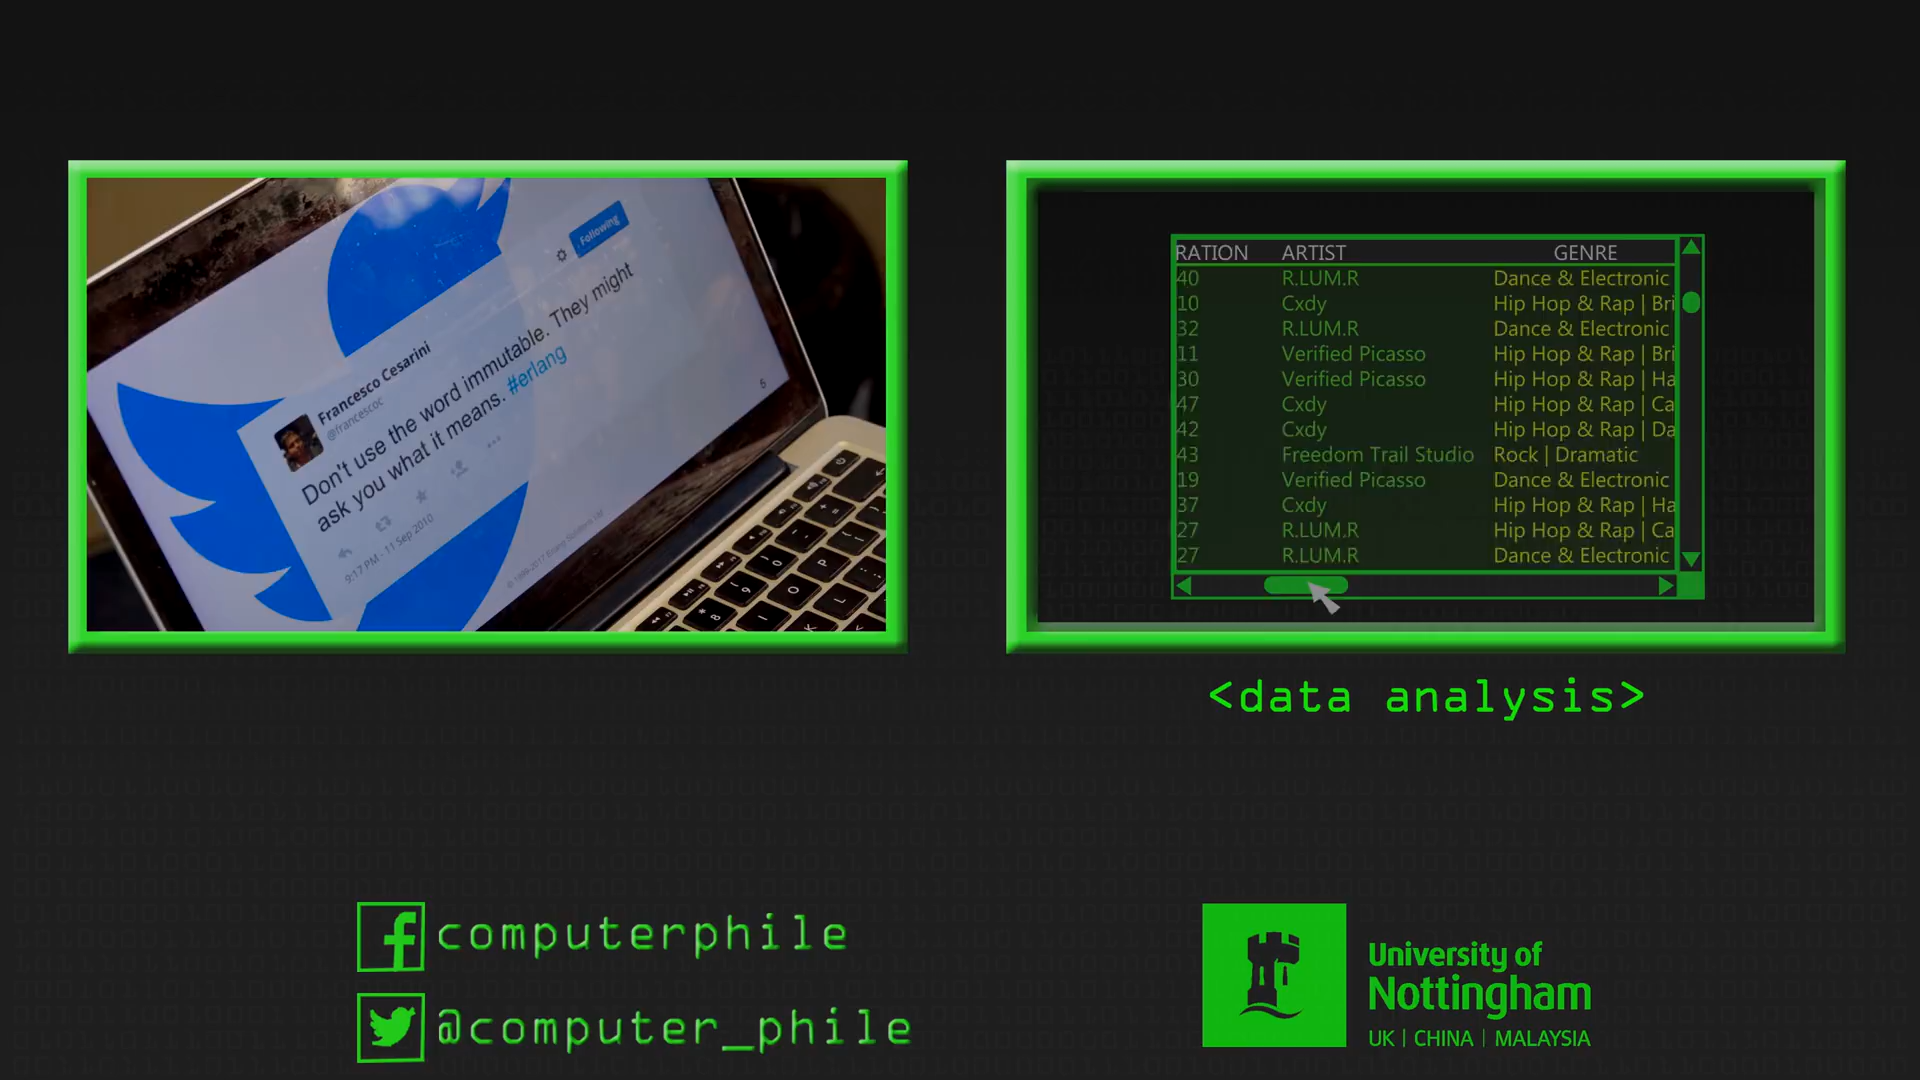 Following
Francesco Cesarini
@francescoc
Don't use the word immutable. They might
ask you what it means. #erlang
9:17 PM - 11 Sep 2010
5
RATION ARTIST GENRE
40 R.LUM.R Dance & Electronic
10 Cxdy Hip Hop & Rap | Bri
32 R.LUM.R Dance & Electronic
11 Verified Picasso Hip Hop & Rap | Bri
30 Verified Picasso Hip Hop & Rap | Ha
47 Cxdy Hip Hop & Rap | Ca
42 Cxdy Hip Hop & Rap | Da
43 Freedom Trail Studio Rock | Dramatic
19 Verified Picasso Dance & Electronic
37 Cxdy Hip Hop & Rap | Ha
27 R.LUM.R Hip Hop & Rap | Ca
27 R.LUM.R Dance & Electronic
<data analysis>
computerphile
@computer_phile
University of
Nottingham
UK | CHINA | MALAYSIA